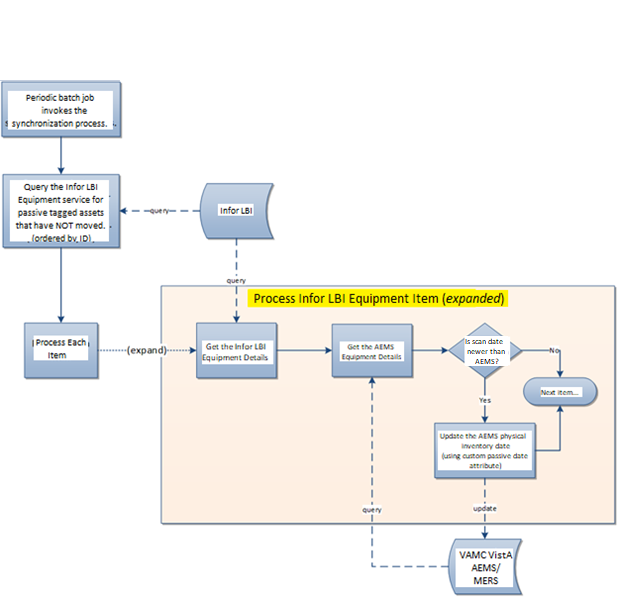 Periodic batch job
invokes the
synchronization process.
Query the Infor LBI
Equipment service for
passive tagged assets
that have NOT moved.
(ordered by ID)
query
Infor LBI
query
Process Infor LBI Equipment Item (expanded)
Process Each
Item
(expand)
Get the Infor LBI
Equipment Details
Get the AEMS
Equipment Details
Is scan date
newer than
AEMS?
No
Next item...
Yes
Update the AEMS physical
inventory date
(using custom passive date
attribute)
query
update
VAMC VistA
AEMS/
MERS